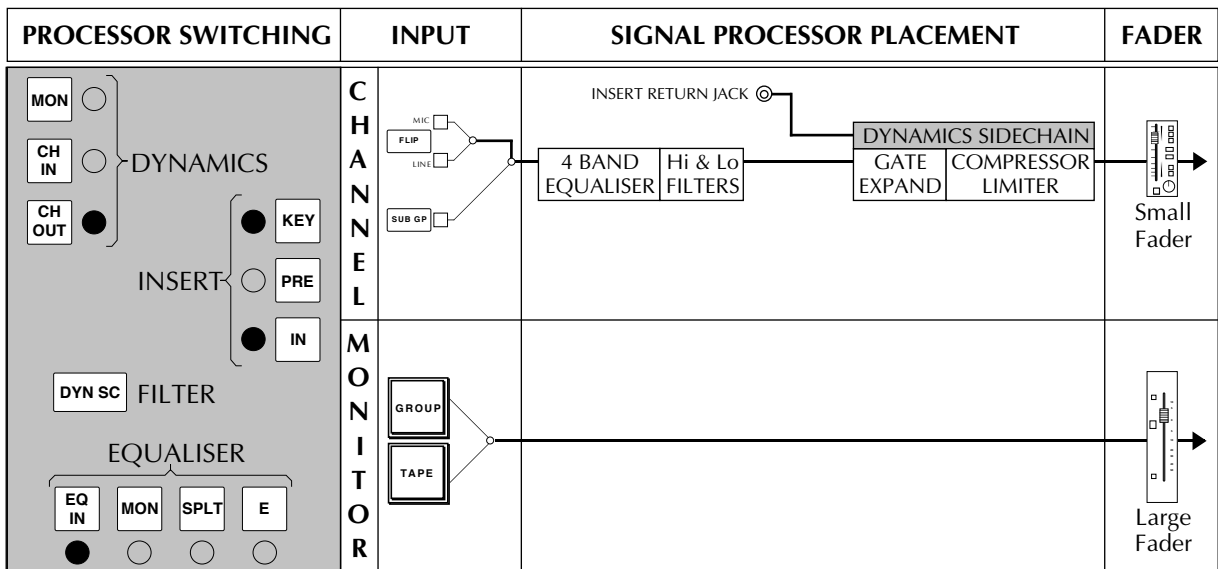 PROCESSOR SWITCHING
INPUT
SIGNAL PROCESSOR PLACEMENT
FADER
MON
CH
IN
CH
OUT
DYNAMICS
INSERT
KEY
PRE
IN
DYN SC
FILTER
EQUALISER
EQ
IN
MON
SPLT
E
CHANNEL
MIC
FLIP
LINE
SUB GP
INSERT RETURN JACK
4 BAND
EQUALISER
Hi & Lo
FILTERS
DYNAMICS SIDECHAIN
GATE
EXPAND
COMPRESSOR
LIMITER
Small
Fader
MONITOR
GROUP
TAPE
Large
Fader